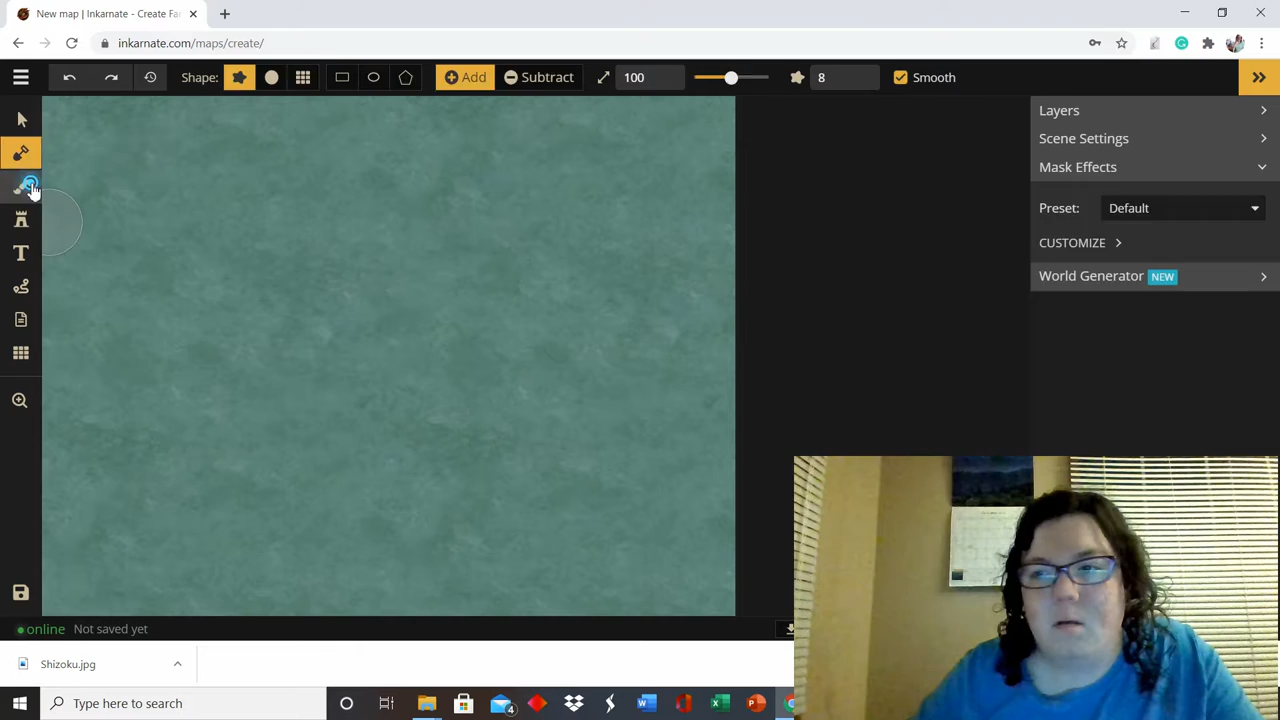 New map | Inkarnate - Create Fa
inkarnate.com/maps/create/
Shape:
Add
Subtract
100
8
Smooth
Layers
Scene Settings
Mask Effects
Preset:
Default
CUSTOMIZE
World Generator NEW
online
Not saved yet
Shizoku.jpg
Type here to search
4